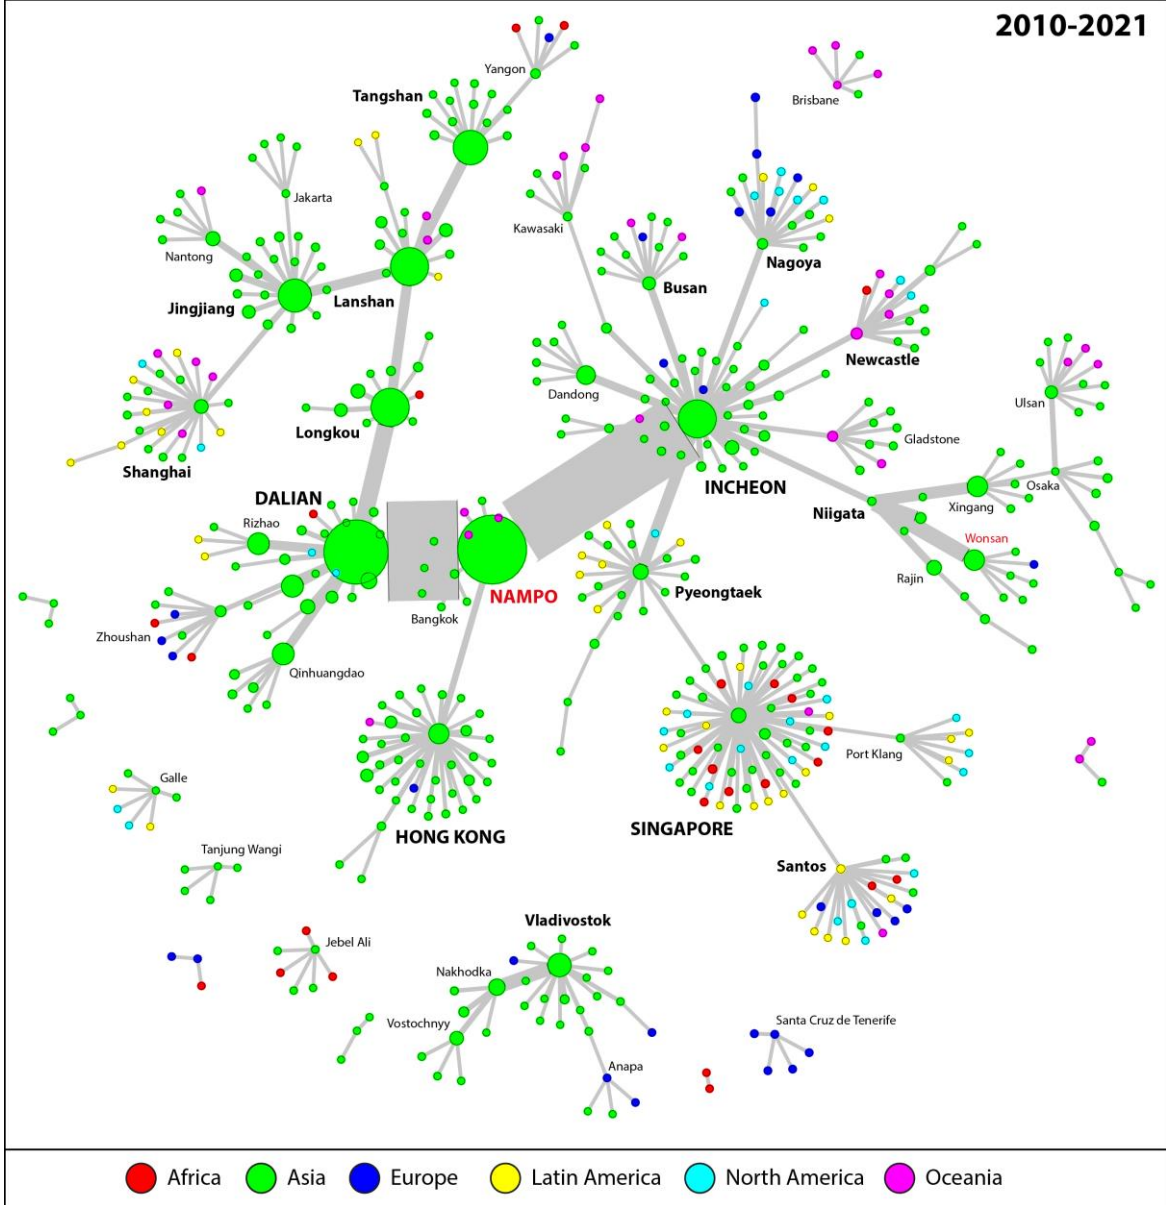 2010-2021
Yangon
Tangshan
Brisbane
Jakarta
Kawasaki
Nantong
Nagoya
Busan
Jingjiang
Lanshan
Newcastle
Dandong
Ulsan
Longkou
Gladstone
Shanghai
INCHEON
Osaka
DALIAN
Xingang
Niigata
Rizhao
Wonsan
Rajin
NAMPO
Pyeongtaek
Bangkok
Zhoushan
Qinhuangdao
Port Klang
Galle
SINGAPORE
HONG KONG
Tanjung Wangi
Santos
Vladivostok
Jebel Ali
Nakhodka
Vostochnyy
Santa Cruz de Tenerife
Anapa
Africa
Asia
Europe
Latin America
North America
Oceania